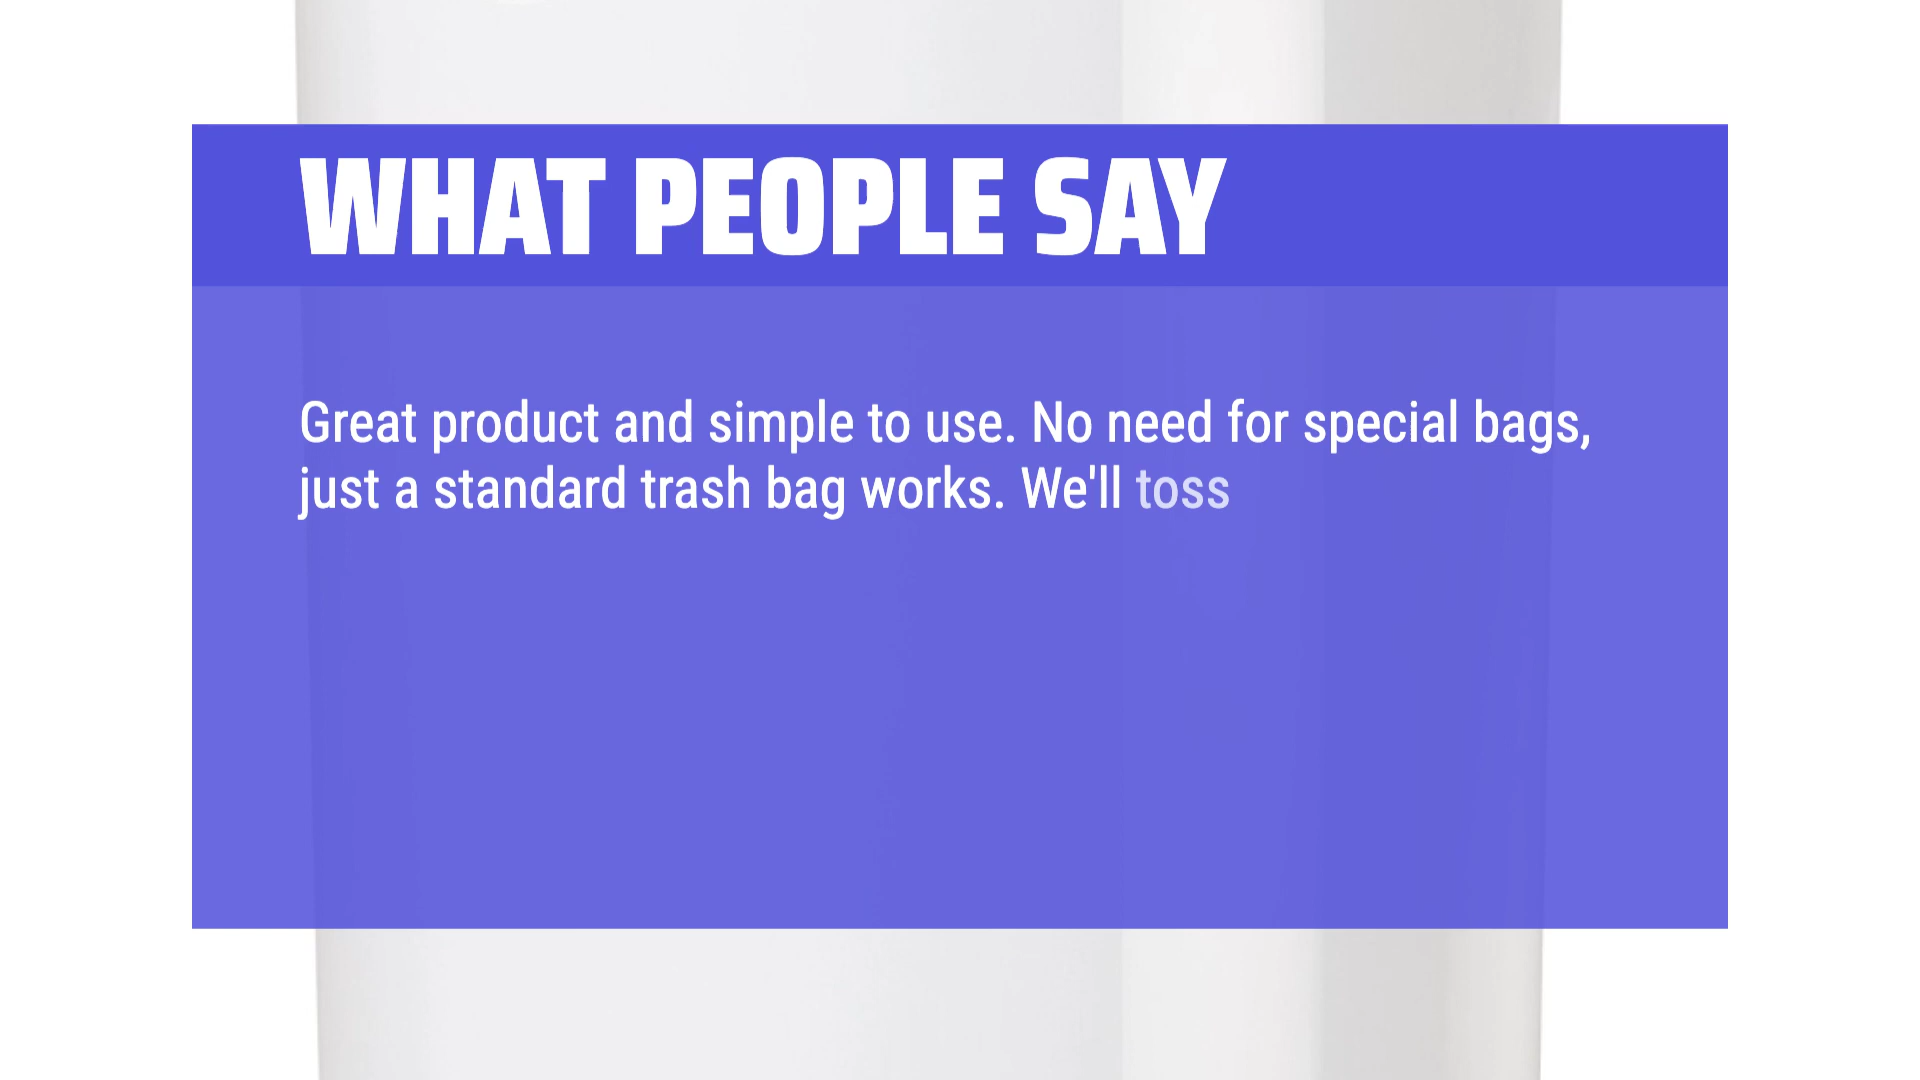 WHAT PEOPLE SAY
Great product and simple to use. No need for special bags,
just a standard trash bag works. We'll toss